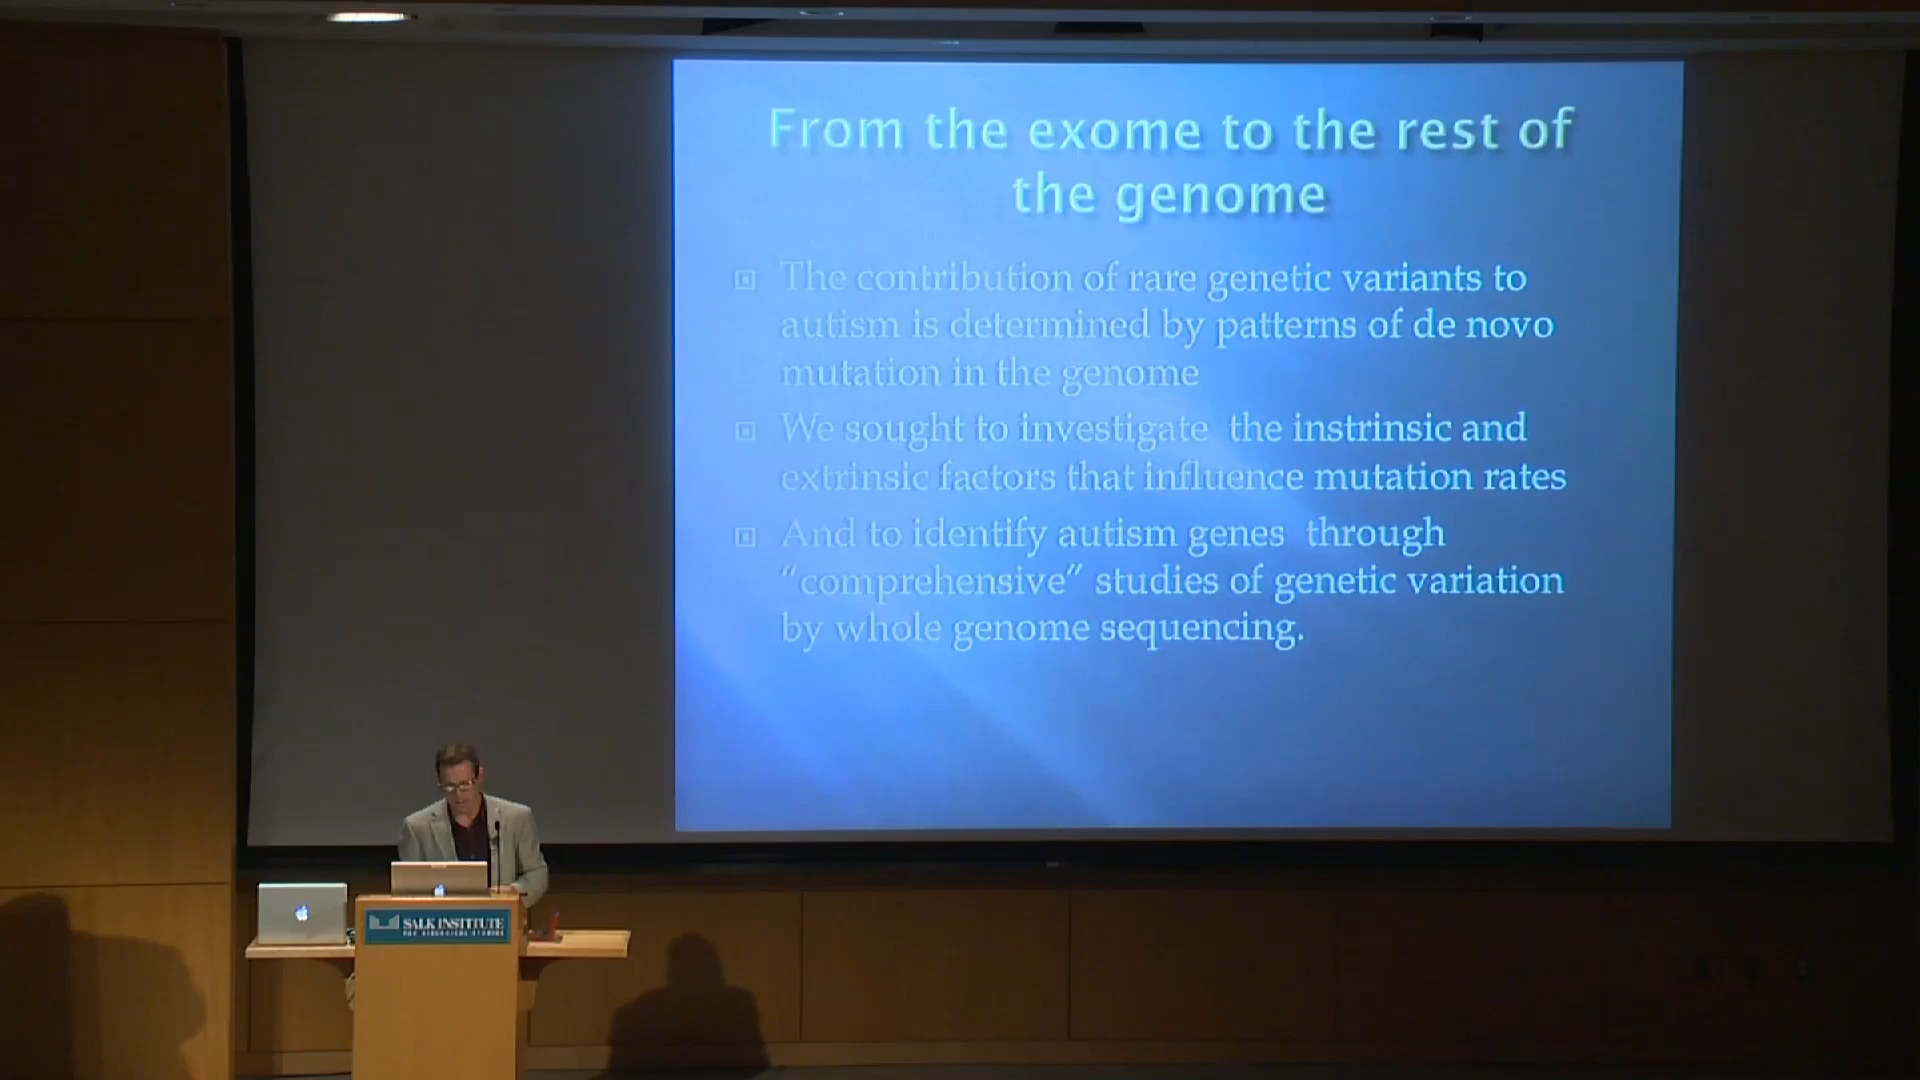 From the exome to the rest of
the genome
The contribution of rare genetic variants to
autism is determined by patterns of de novo
mutation in the genome
We sought to investigate the instrinsic and
extrinsic factors that influence mutation rates
And to identify autism genes through
“comprehensive” studies of genetic variation
by whole genome sequencing.
SALK INSTITUTE
FOR BIOLOGICAL STUDIES